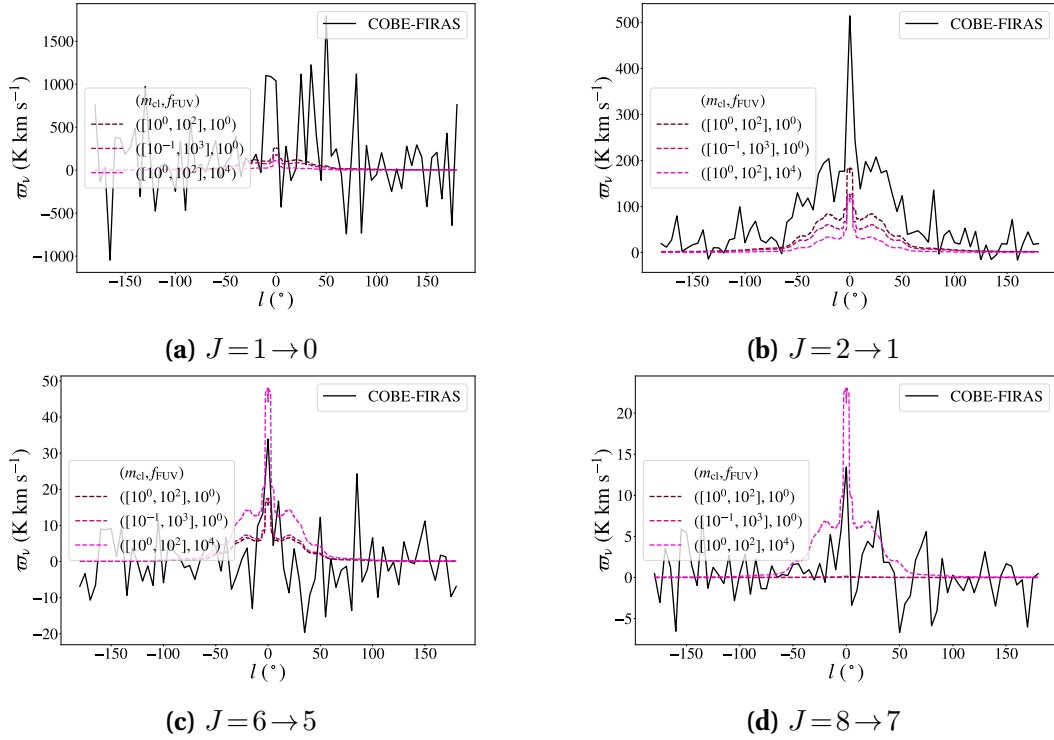 COBE-FIRAS
(m_cl, f_FUV)
([10^0, 10^2], 10^0)
([10^−1, 10^3], 10^0)
([10^0, 10^2], 10^4)
ϖ_ν (K km s^−1)
1500
1000
500
0
−500
−1000
−150 −100 −50 0 50 100 150
l (°)
(a) J=1→0
COBE-FIRAS
(m_cl, f_FUV)
([10^0, 10^2], 10^0)
([10^−1, 10^3], 10^0)
([10^0, 10^2], 10^4)
ϖ_ν (K km s^−1)
500
400
300
200
100
0
−150 −100 −50 0 50 100 150
l (°)
(b) J=2→1
COBE-FIRAS
(m_cl, f_FUV)
([10^0, 10^2], 10^0)
([10^−1, 10^3], 10^0)
([10^0, 10^2], 10^4)
ϖ_ν (K km s^−1)
50
40
30
20
10
0
−10
−20
−150 −100 −50 0 50 100 150
l (°)
(c) J=6→5
COBE-FIRAS
(m_cl, f_FUV)
([10^0, 10^2], 10^0)
([10^−1, 10^3], 10^0)
([10^0, 10^2], 10^4)
ϖ_ν (K km s^−1)
20
15
10
5
0
−5
−150 −100 −50 0 50 100 150
l (°)
(d) J=8→7